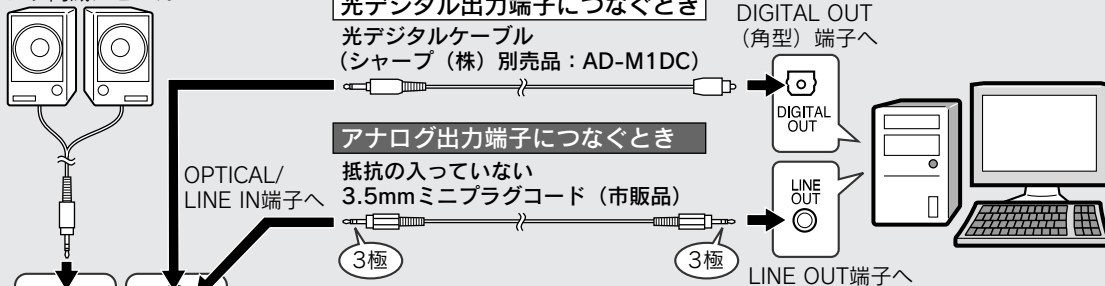 光デジタル出力端子につなぐとき
光デジタルケーブル
（シャープ（株）別売品：AD-M1DC）
DIGITAL OUT
（角型）端子へ
DIGITAL
OUT
アナログ出力端子につなぐとき
抵抗の入っていない
3.5mmミニプラグコード（市販品）
OPTICAL/
LINE IN端子へ
3極
3極
LINE
OUT
LINE OUT端子へ